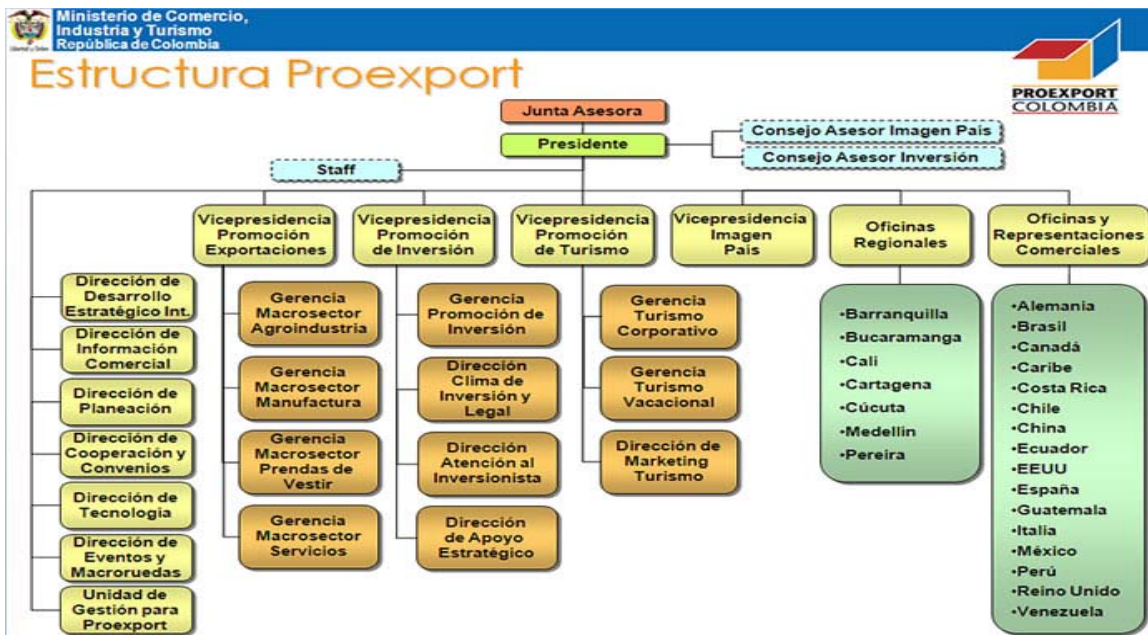 Ministerio de Comercio,
Industria y Turismo
República de Colombia
Estructura Proexport
PROEXPORT
COLOMBIA
Junta Asesora
Presidente
Consejo Asesor Imagen País
Consejo Asesor Inversión
Staff
Vicepresidencia
Promoción
Exportaciones
Vicepresidencia
Promoción
de Inversión
Vicepresidencia
Promoción
de Turismo
Vicepresidencia
Imagen
País
Oficinas
Regionales
Oficinas y
Representaciones
Comerciales
Dirección de
Desarrollo
Estratégico Int.
Dirección de
Información
Comercial
Dirección de
Planeación
Dirección de
Cooperación y
Convenios
Dirección de
Tecnología
Dirección de
Eventos y
Macroruedas
Unidad de
Gestión para
Proexport
Gerencia
Macrosector
Agroindustria
Gerencia
Macrosector
Manufactura
Gerencia
Macrosector
Prendas de
Vestir
Gerencia
Macrosector
Servicios
Gerencia
Promoción de
Inversión
Dirección
Clima de
Inversión y
Legal
Dirección
Atención al
Inversionista
Dirección
de Apoyo
Estratégico
Gerencia
Turismo
Corporativo
Gerencia
Turismo
Vacacional
Dirección de
Marketing
Turismo
•Barranquilla
•Bucaramanga
•Cali
•Cartagena
•Cúcuta
•Medellin
•Pereira
•Alemania
•Brasil
•Canadá
•Caribe
•Costa Rica
•Chile
•China
•Ecuador
•EEUU
•España
•Guatemala
•Italia
•México
•Perú
•Reino Unido
•Venezuela